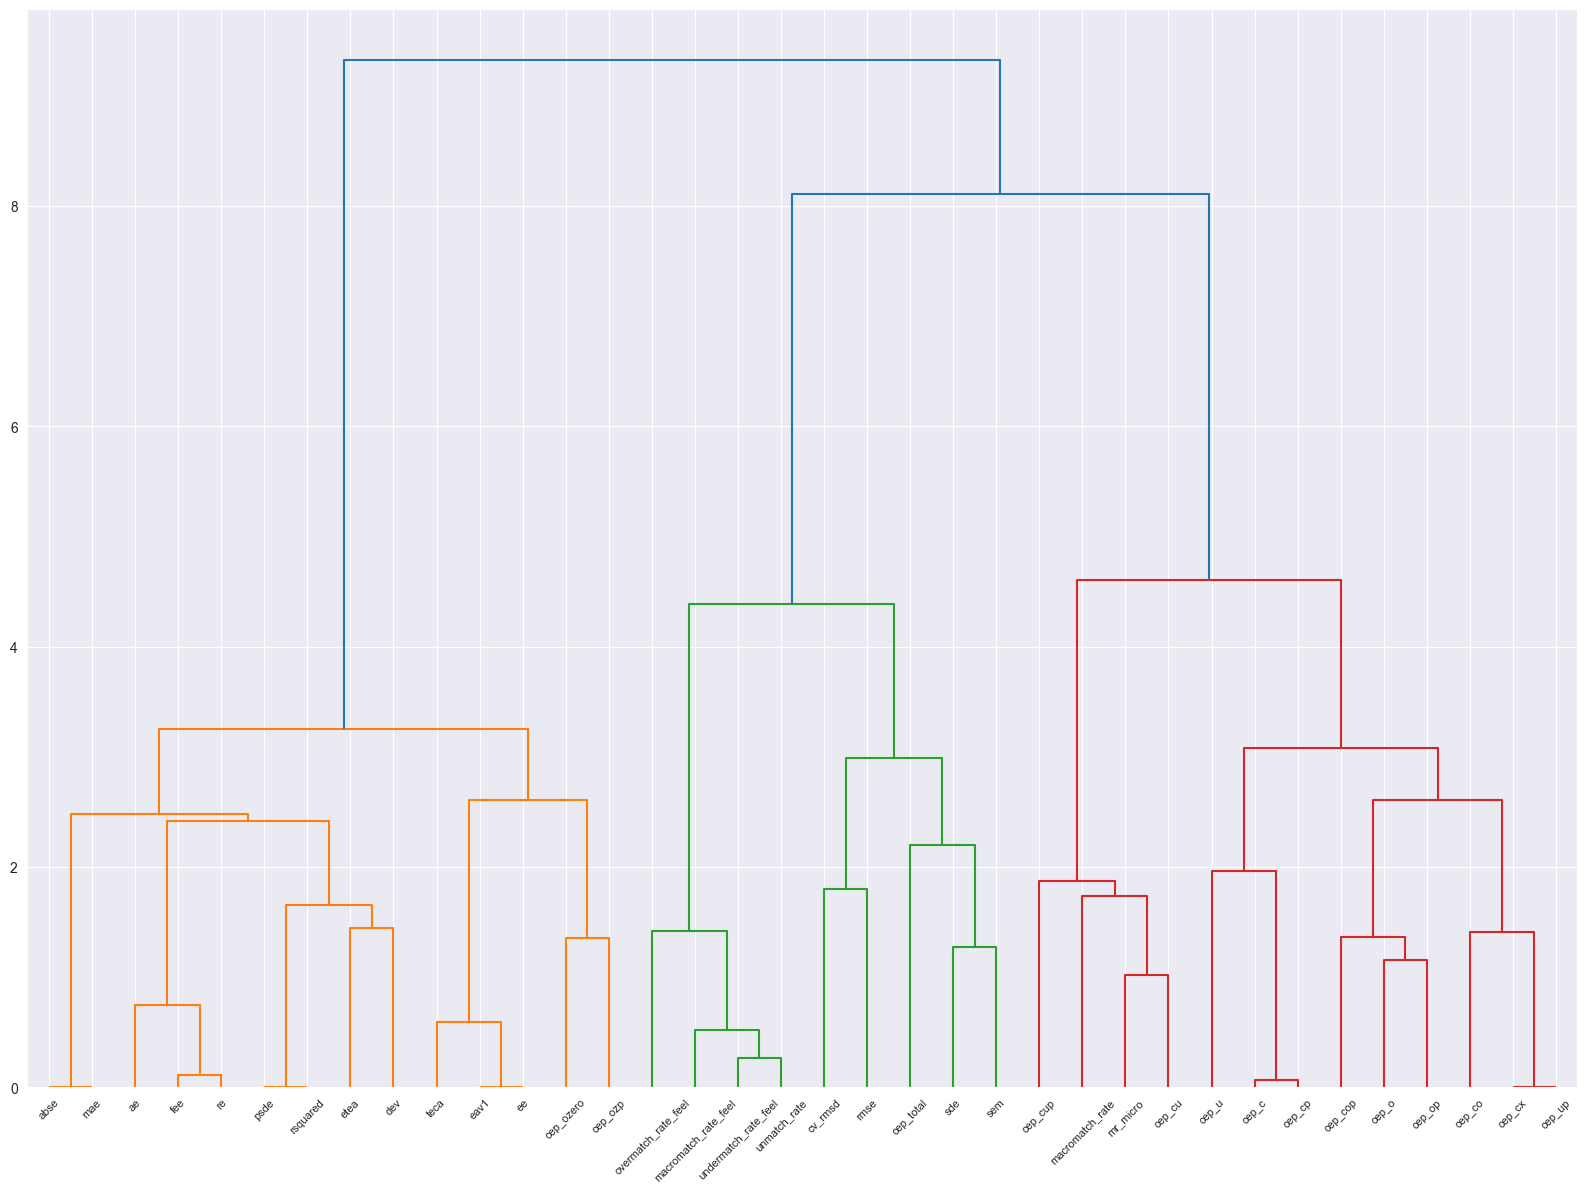 8
6
4
2
0
abse
mae
ae
fee
re
psde
rsquared
etea
dev
teca
eav1
ee
oep_ozero
oep_ozp
overmatch_rate_feel
macromatch_rate_feel
undermatch_rate_feel
unmatch_rate
cv_rmsd
rmse
oep_total
sde
sem
oep_cup
macromatch_rate
mr_micro
oep_cu
oep_u
oep_c
oep_cp
oep_cop
oep_o
oep_op
oep_co
oep_cx
oep_up